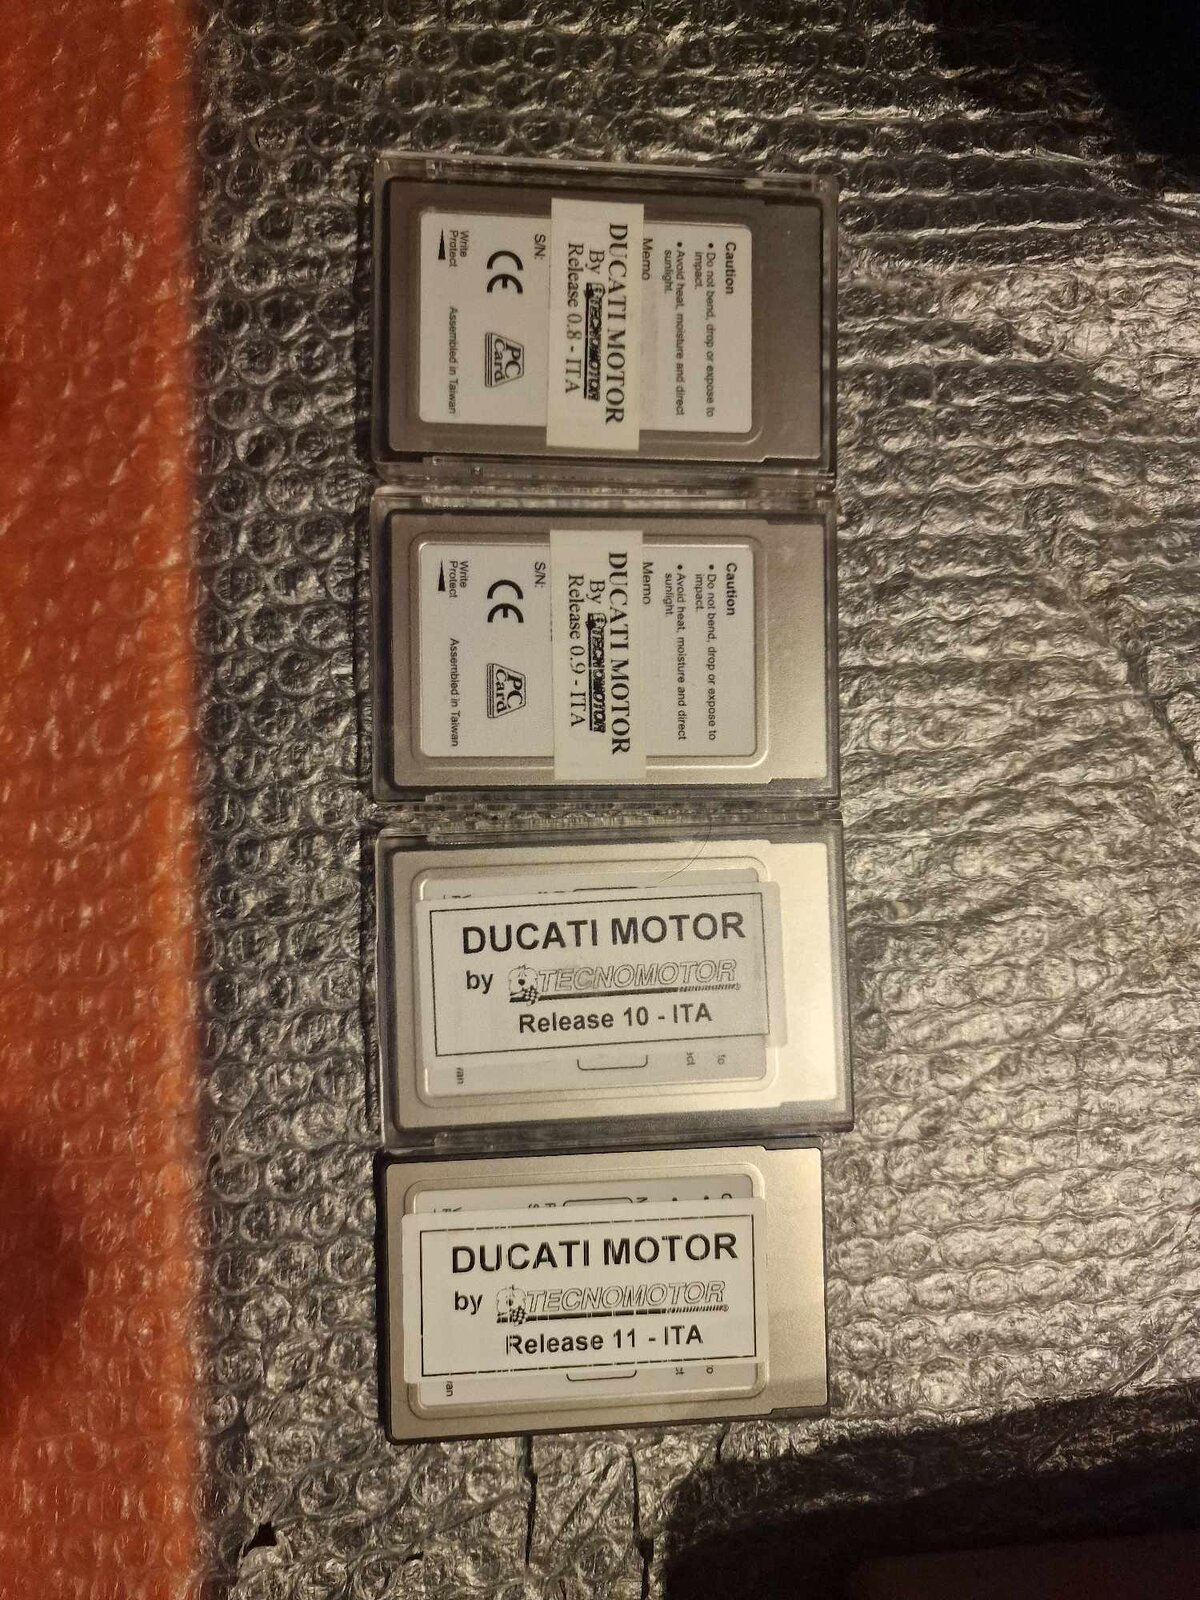 Caution
• Do not bend, drop or expose to
impact.
• Avoid heat, moisture and direct
sunlight.
Memo
DUCATI MOTOR
By TECNOMOTOR
Release 0.8 - ITA
S/N:
CE
PC
Card
Write
Protect
Assembled in Taiwan
Caution
• Do not bend, drop or expose to
impact.
• Avoid heat, moisture and direct
sunlight.
Memo
DUCATI MOTOR
By TECNOMOTOR
Release 0.9 - ITA
S/N:
CE
PC
Card
Write
Protect
Assembled in Taiwan
DUCATI MOTOR
by TECNOMOTOR
Release 10 - ITA
to
DUCATI MOTOR
by TECNOMOTOR
Release 11 - ITA